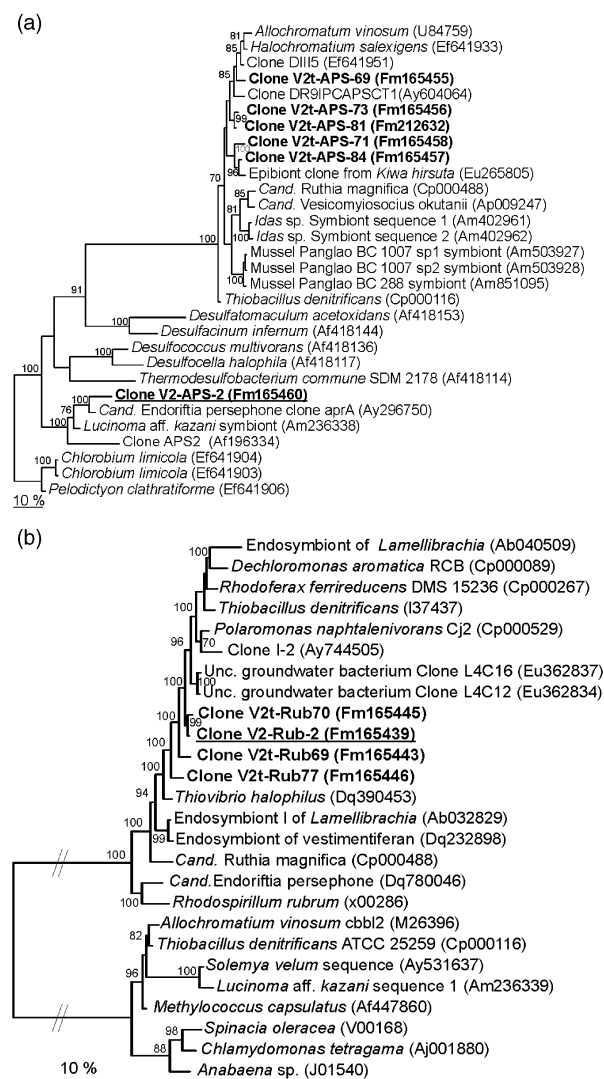 (a)
81
Allochromatium vinosum (U84759)
85
Halochromatium salexigens (Ef641933)
Clone DIII5 (Ef641951)
85
Clone V2t-APS-69 (Fm165455)
Clone DR9IPCAPSCT1(Ay604064)
Clone V2t-APS-73 (Fm165456)
99
Clone V2t-APS-81 (Fm212632)
Clone V2t-APS-71 (Fm165458)
100
Clone V2t-APS-84 (Fm165457)
96
Epibiont clone from Kiwa hirsuta (Eu265805)
70
85
Cand. Ruthia magnifica (Cp000488)
Cand. Vesicomyiosocius okutanii (Ap009247)
81
Idas sp. Symbiont sequence 1 (Am402961)
100
100
Idas sp. Symbiont sequence 2 (Am402962)
Mussel Panglao BC 1007 sp1 symbiont (Am503927)
Mussel Panglao BC 1007 sp2 symbiont (Am503928)
100
Mussel Panglao BC 288 symbiont (Am851095)
91
Thiobacillus denitrificans (Cp000116)
Desulfatomaculum acetoxidans (Af418153)
100
Desulfacinum infernum (Af418144)
Desulfococus multivorans (Af418136)
100
Desulfocella halophila (Af418117)
100
Thermodesulfobacterium commune SDM 2178 (Af418114)
100
Clone V2-APS-2 (Fm165460)
76
Cand. Endoriftia persephone clone aprA (Ay296750)
100
Lucinoma aff. kazani symbiont (Am236338)
Clone APS2 (Af196334)
100
Chlorobium limicola (Ef641904)
Chlorobium limicola (Ef641903)
Pelodictyon clathratiforme (Ef641906)
10 %
(b)
100
Endosymbiont of Lamellibrachia (Ab040509)
Dechloromonas aromatica RCB (Cp000089)
Rhodoferax ferrireducens DMS 15236 (Cp000267)
100
Thiobacillus denitrificans (I37437)
Polaromonas naphtalenivorans Cj2 (Cp000529)
96
70
Clone I-2 (Ay744505)
Unc. groundwater bacterium Clone L4C16 (Eu362837)
100
100
Unc. groundwater bacterium Clone L4C12 (Eu362834)
Clone V2t-Rub70 (Fm165445)
100
99
Clone V2-Rub-2 (Fm165439)
Clone V2t-Rub69 (Fm165443)
100
Clone V2t-Rub77 (Fm165446)
94
Thiovibrio halophilus (Dq390453)
100
Endosymbiont I of Lamellibrachia (Ab032829)
99
Endosymbiont of vestimentiferan (Dq232898)
100
Cand. Ruthia magnifica (Cp000488)
Cand.Endoriftia persephone (Dq780046)
100
Rhodospirillum rubrum (x00286)
Allochromatium vinosum cbbl2 (M26396)
82
Thiobacillus denitrificans ATCC 25259 (Cp000116)
Solemya velum sequence (Ay531637)
96
100
Lucinoma aff. kazani sequence 1 (Am236339)
Methylococcus capsulatus (Af447860)
98
Spinacia oleracea (V00168)
88
Chlamydomonas tetragama (Aj001880)
10 %
Anabaena sp. (J01540)